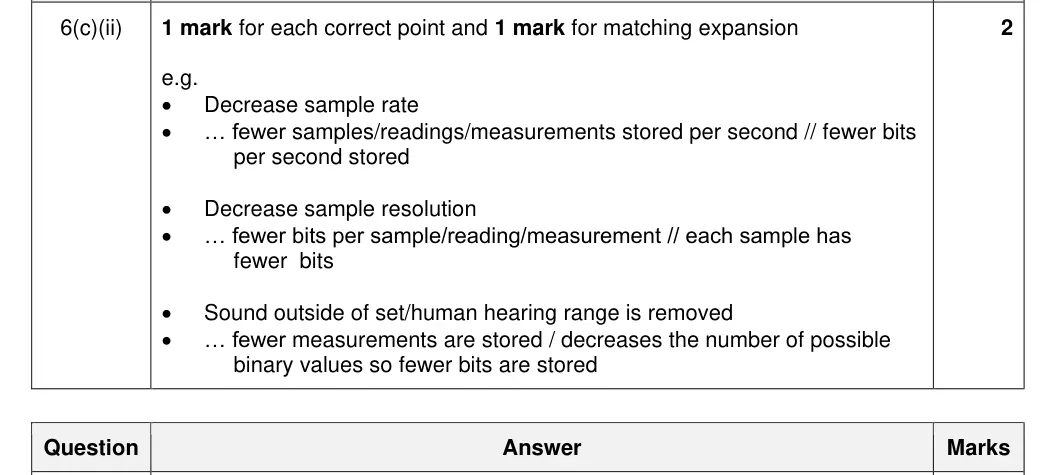 6(c)(ii) 1 mark for each correct point and 1 mark for matching expansion 2
e.g.
• Decrease sample rate
• … fewer samples/readings/measurements stored per second // fewer bits
per second stored
• Decrease sample resolution
• … fewer bits per sample/reading/measurement // each sample has
fewer bits
• Sound outside of set/human hearing range is removed
• … fewer measurements are stored / decreases the number of possible
binary values so fewer bits are stored
Question Answer Marks